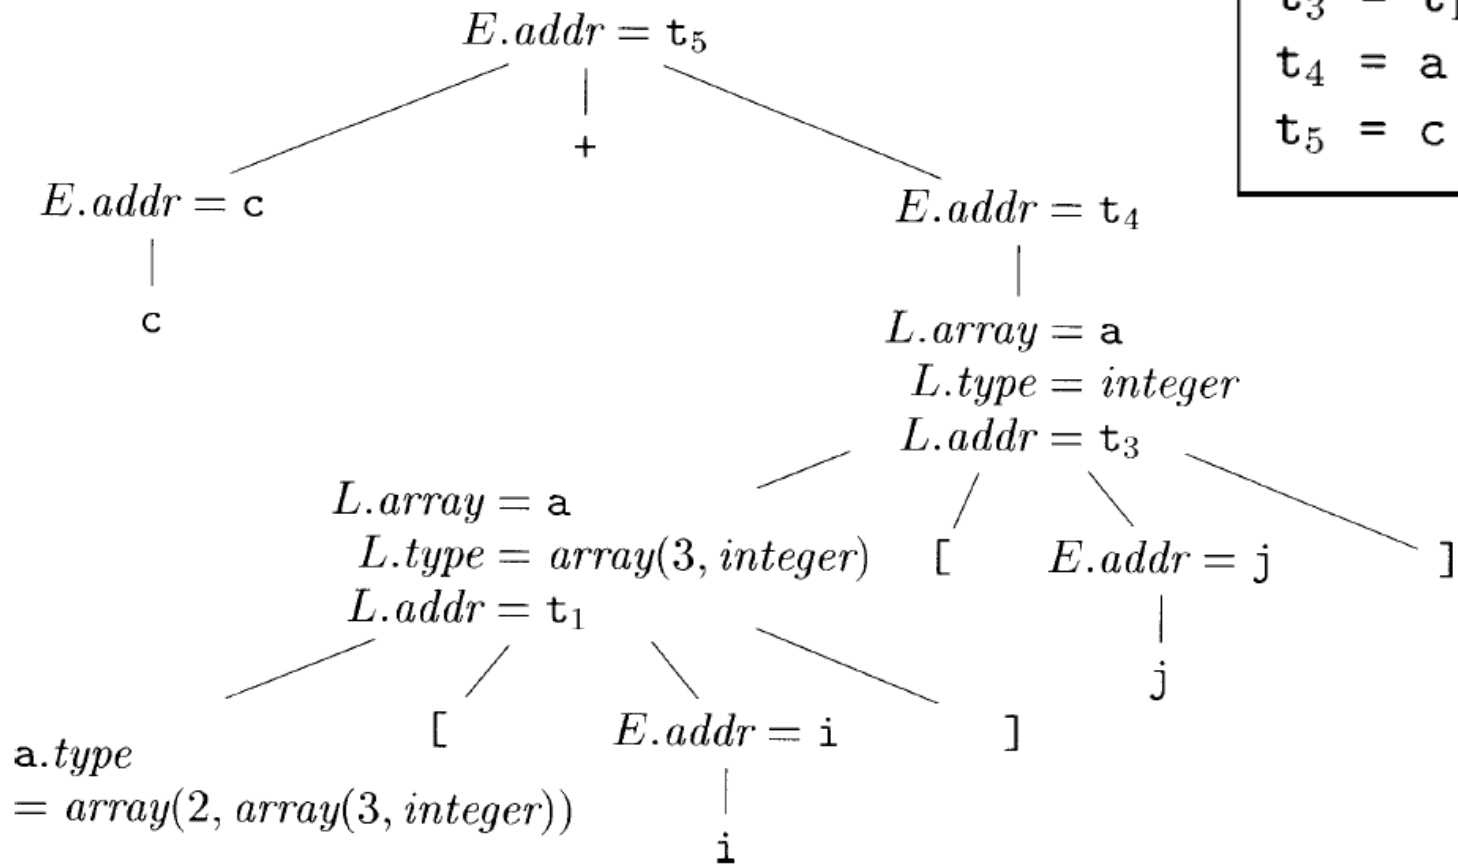 E.addr = t₅
t₄ = a
t₅ = c
+
E.addr = c
E.addr = t₄
c
L.array = a
L.type = integer
L.addr = t₃
L.array = a
L.type = array(3, integer)
L.addr = t₁
[
E.addr = j
]
j
a.type
= array(2, array(3, integer))
[
E.addr = i
]
i